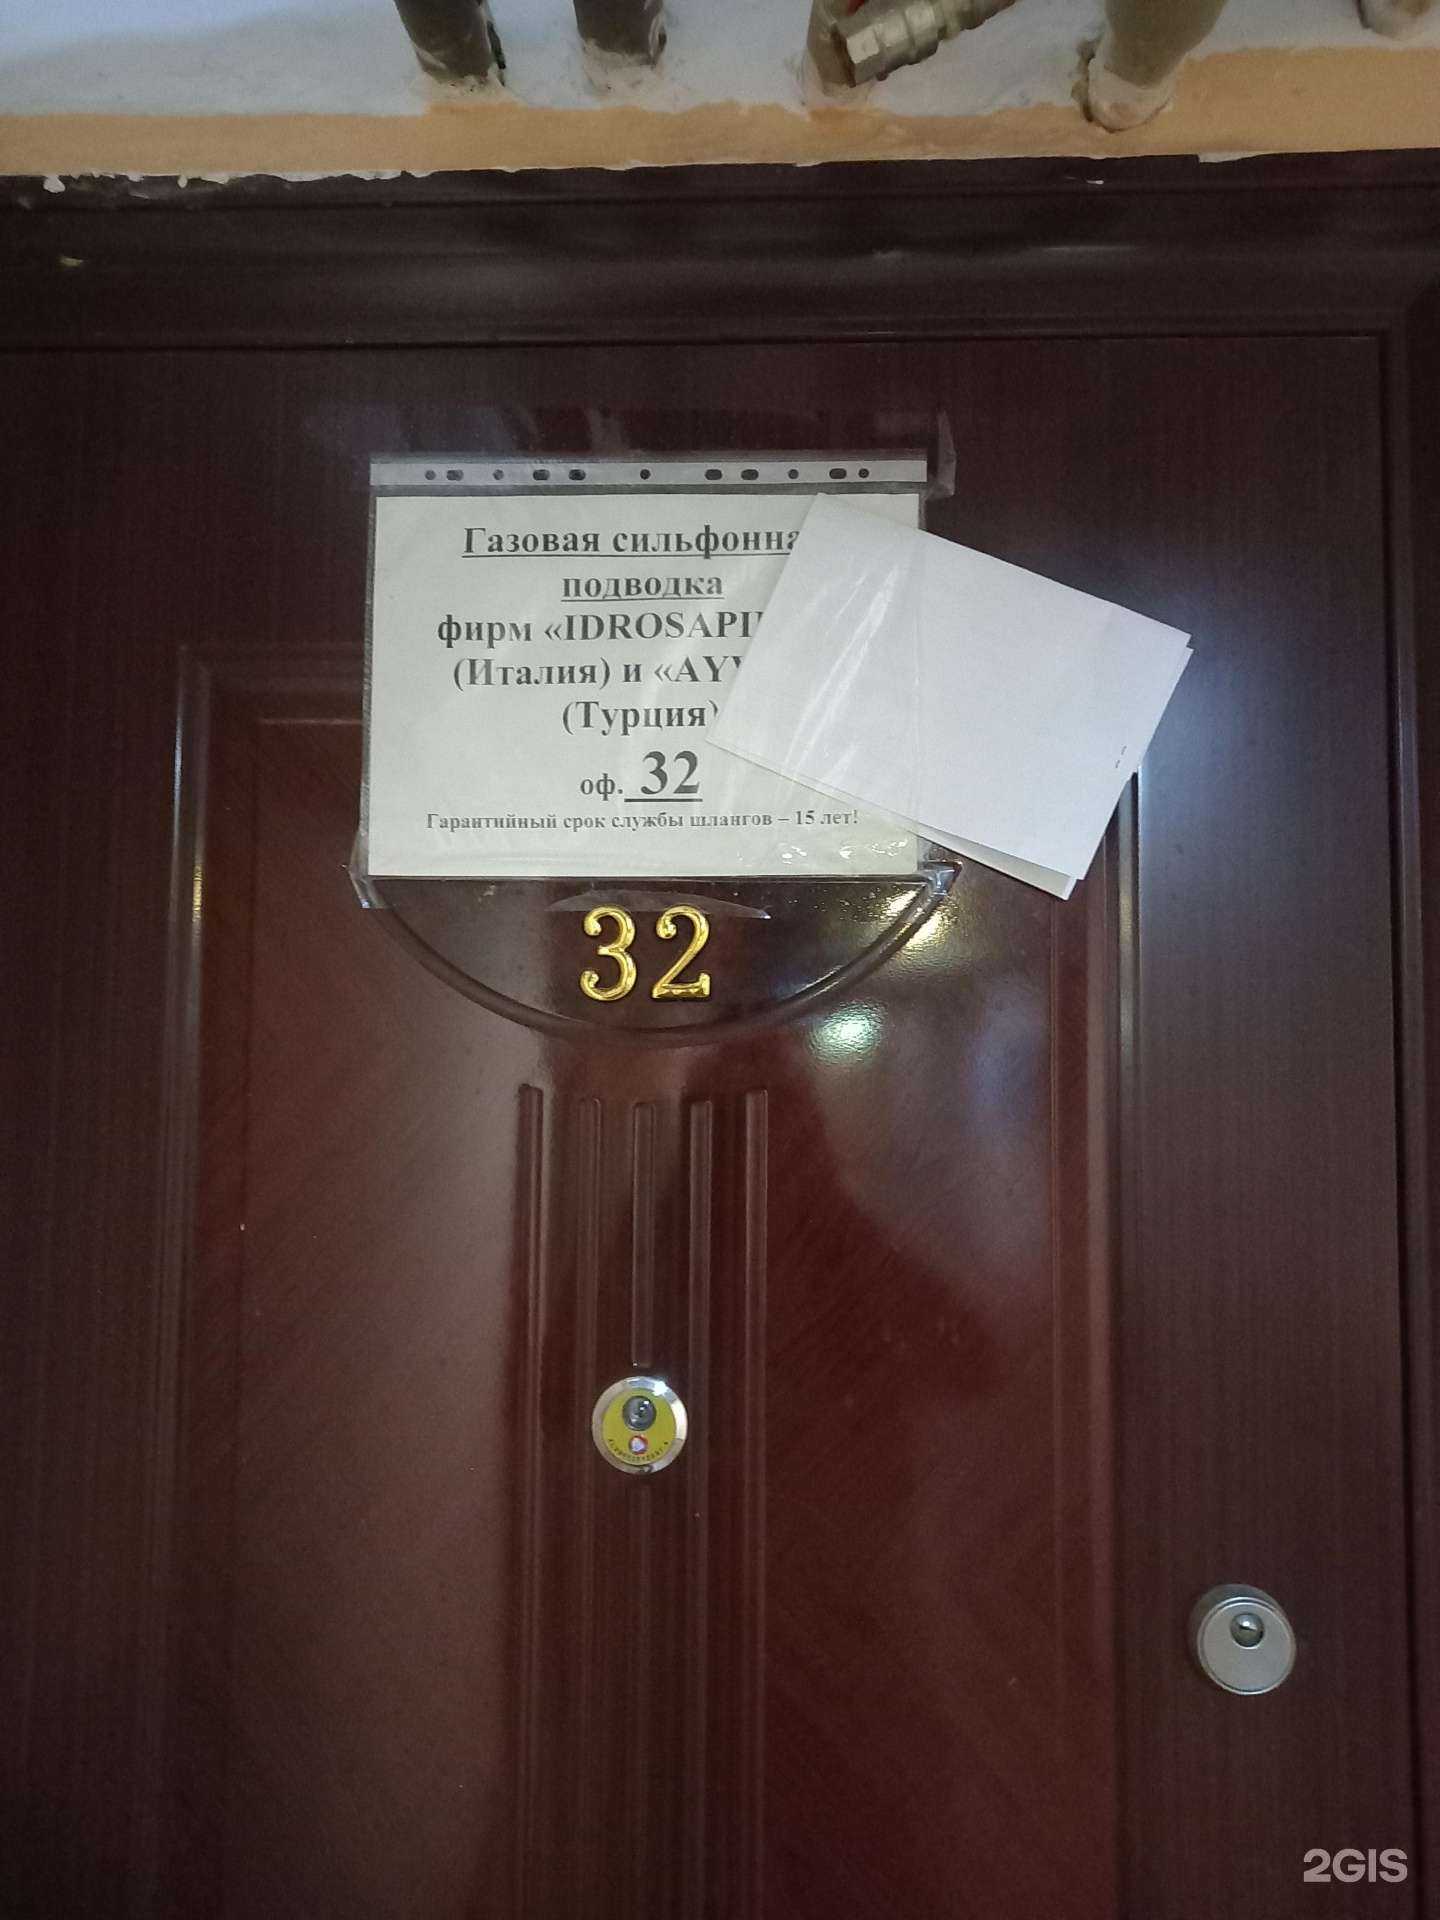 Газовая сильфонна
подводка
фирм «IDROSAPI
(Италия) и «AY
(Турция)
оф. 32
Гарантийный срок службы шлангов – 15 лет!
32
2GIS